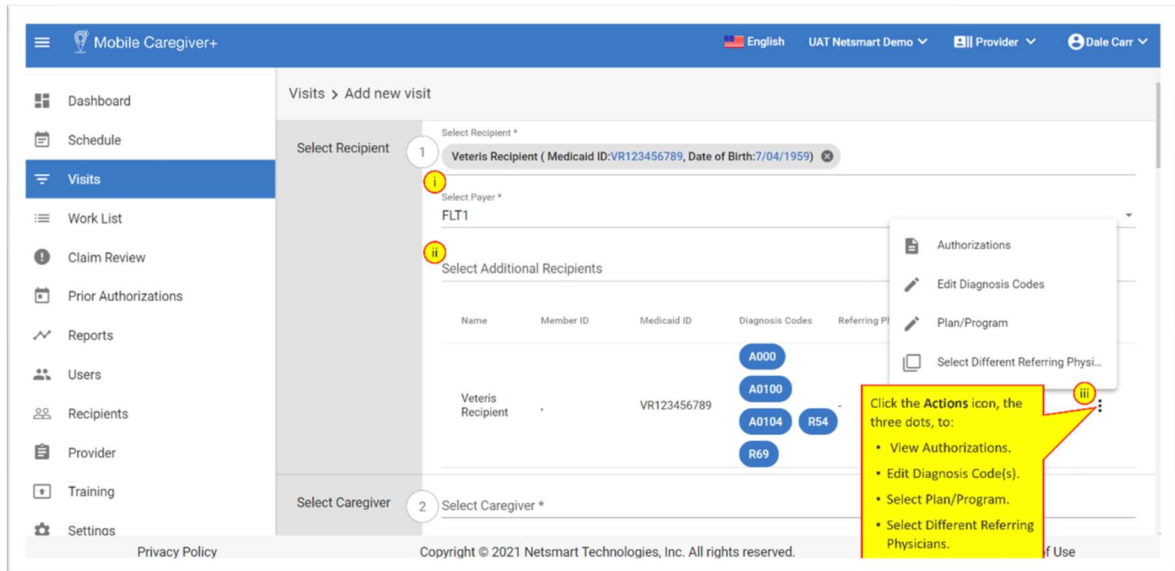 Mobile Caregiver+
English
UAT Netsmart Demo
Provider
Dale Carr
Dashboard
Schedule
Visits
Work List
Claim Review
Prior Authorizations
Reports
Users
Recipients
Provider
Training
Settings
Visits > Add new visit
Select Recipient
1
Select Recipient *
Veteris Recipient ( Medicaid ID:VR123456789, Date of Birth:7/04/1959)
i
Select Payer *
FLT1
ii
Select Additional Recipients
Authorizations
Edit Diagnosis Codes
Plan/Program
Select Different Referring Physi...
Name Member ID Medicaid ID Diagnosis Codes Referring
Veteris
Recipient
,
VR123456789
A000
A0100
A0104 R54
R69
-
iii
Click the Actions icon, the
three dots, to:
• View Authorizations.
• Edit Diagnosis Code(s).
• Select Plan/Program.
• Select Different Referring
Physicians.
Select Caregiver
2
Select Caregiver *
Privacy Policy
Copyright © 2021 Netsmart Technologies, Inc. All rights reserved.
Use